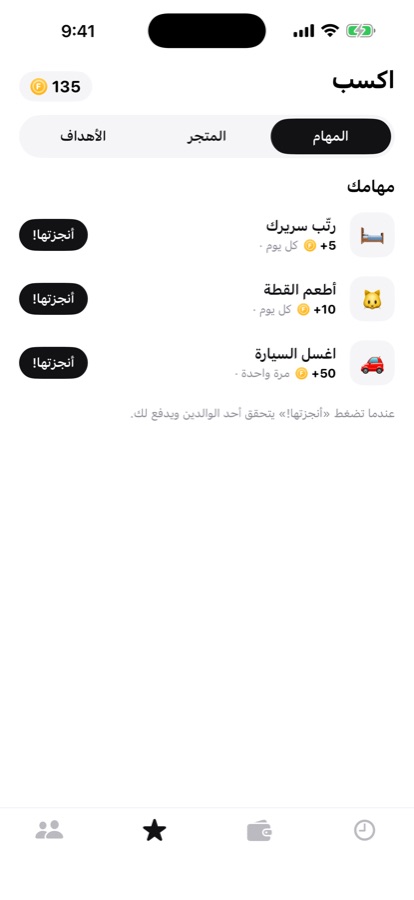 9:41
اكسب
135
المهام
المتجر
الأهداف
مهامك
رتّب سريرك
+5 كل يوم ·
أنجزتها!
أطعم القطة
+10 كل يوم ·
أنجزتها!
اغسل السيارة
+50 مرة واحدة ·
أنجزتها!
عندما تضغط «أنجزتها!» يتحقق أحد الوالدين ويدفع لك.